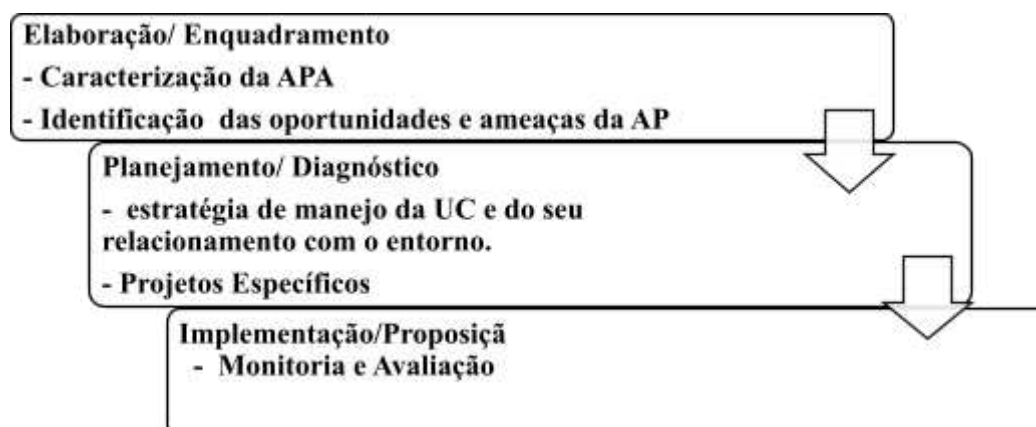 Elaboração/ Enquadramento
- Caracterização da APA
- Identificação das oportunidades e ameaças da AP
Planejamento/ Diagnóstico
- estratégia de manejo da UC e do seu
relacionamento com o entorno.
- Projetos Específicos
Implementação/Proposiçã
- Monitoria e Avaliação